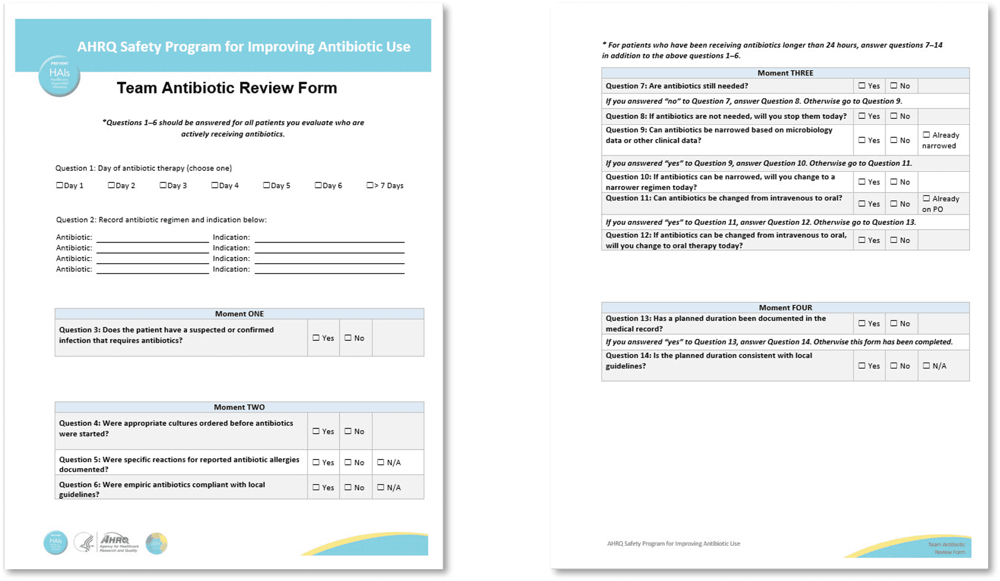 AHRQ Safety Program for Improving Antibiotic Use
PREVENT
HAIs
Healthcare
Associated
Infections
Team Antibiotic Review Form
*Questions 1–6 should be answered for all patients you evaluate who are
actively receiving antibiotics.
Question 1: Day of antibiotic therapy (choose one)
☐Day 1 ☐Day 2 ☐Day 3 ☐Day 4 ☐Day 5 ☐Day 6 ☐> 7 Days
Question 2: Record antibiotic regimen and indication below:
Antibiotic: Indication:
Antibiotic: Indication:
Antibiotic: Indication:
Antibiotic: Indication:
Moment ONE
Question 3: Does the patient have a suspected or confirmed
infection that requires antibiotics?
☐ Yes ☐ No
Moment TWO
Question 4: Were appropriate cultures ordered before antibiotics
were started?
☐ Yes ☐ No
Question 5: Were specific reactions for reported antibiotic allergies
documented?
☐ Yes ☐ No ☐ N/A
Question 6: Were empiric antibiotics compliant with local
guidelines?
☐ Yes ☐ No ☐ N/A
PREVENT
HAIs
AHRQ
Agency for Healthcare
Research and Quality
* For patients who have been receiving antibiotics longer than 24 hours, answer questions 7–14
in addition to the above questions 1–6.
Moment THREE
Question 7: Are antibiotics still needed? ☐ Yes ☐ No
If you answered “no” to Question 7, answer Question 8. Otherwise go to Question 9.
Question 8: If antibiotics are not needed, will you stop them today? ☐ Yes ☐ No
Question 9: Can antibiotics be narrowed based on microbiology
data or other clinical data?
☐ Yes ☐ No ☐ Already
narrowed
If you answered “yes” to Question 9, answer Question 10. Otherwise go to Question 11.
Question 10: If antibiotics can be narrowed, will you change to a
narrower regimen today?
☐ Yes ☐ No
Question 11: Can antibiotics be changed from intravenous to oral?
☐ Yes ☐ No ☐ Already
on PO
If you answered “yes” to Question 11, answer Question 12. Otherwise go to Question 13.
Question 12: If antibiotics can be changed from intravenous to oral,
will you change to oral therapy today?
☐ Yes ☐ No
Moment FOUR
Question 13: Has a planned duration been documented in the
medical record?
☐ Yes ☐ No
If you answered “yes” to Question 13, answer Question 14. Otherwise this form has been completed.
Question 14: Is the planned duration consistent with local
guidelines?
☐ Yes ☐ No ☐ N/A
AHRQ Safety Program for Improving Antibiotic Use
Team Antibiotic
Review Form